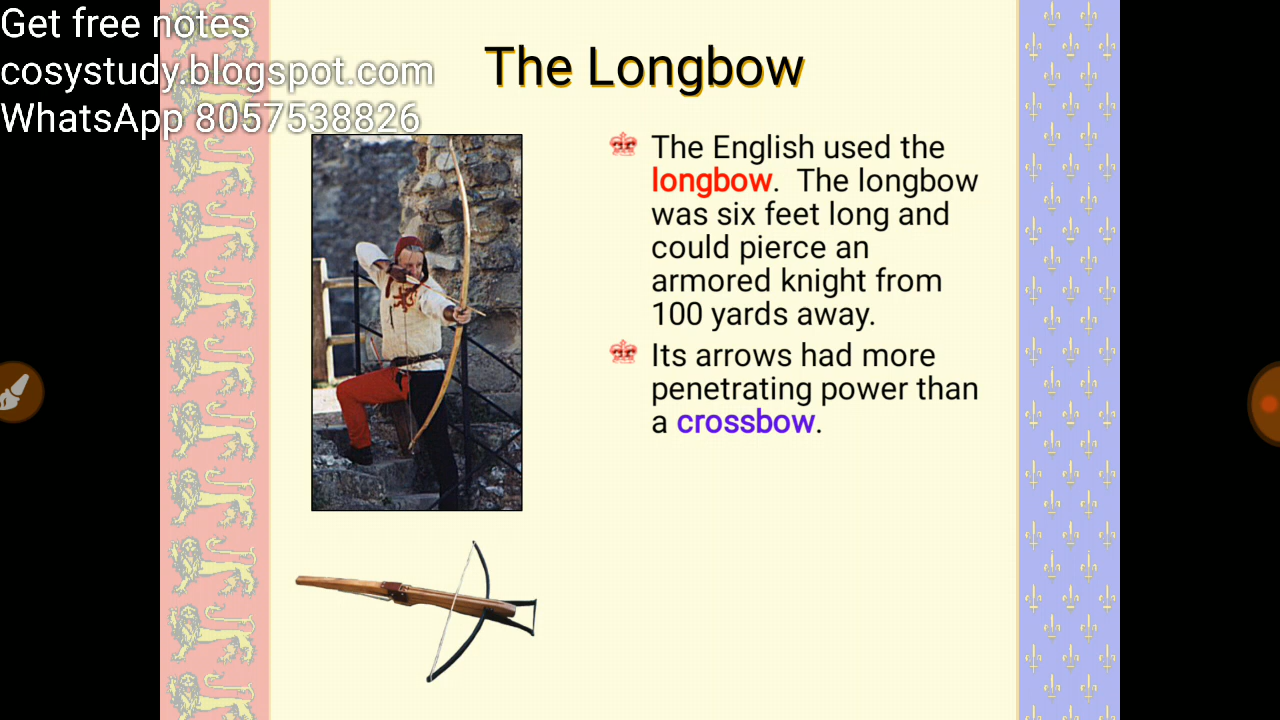 Get free notes
cosystudy.blogspot.com
WhatsApp 8057538826
The Longbow
The English used the
longbow. The longbow
was six feet long and
could pierce an
armored knight from
100 yards away.
Its arrows had more
penetrating power than
a crossbow.